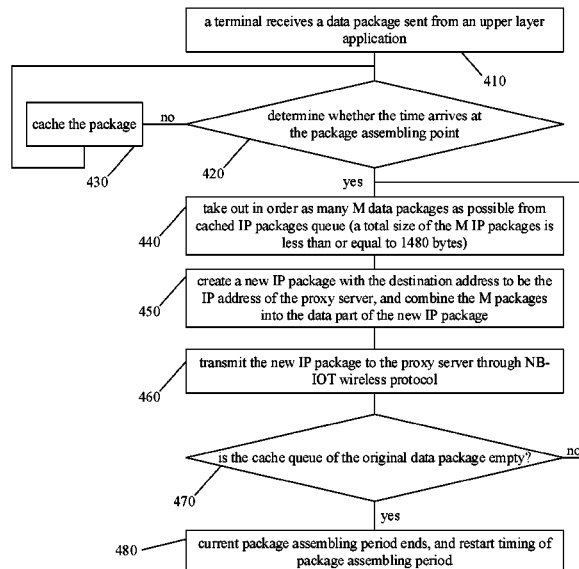 a terminal receives a data package sent from an upper layer
application
410
determine whether the time arrives at
the package assembling point
no
cache the package
430
420
yes
take out in order as many M data packages as possible from
cached IP packages queue (a total size of the M IP packages is
less than or equal to 1480 bytes)
440
create a new IP package with the destination address to be the
IP address of the proxy server, and combine the M packages
into the data part of the new IP package
450
transmit the new IP package to the proxy server through NB-
IOT wireless protocol
460
is the cache queue of the original data package empty?
no
470
yes
current package assembling period ends, and restart timing of
package assembling period
480